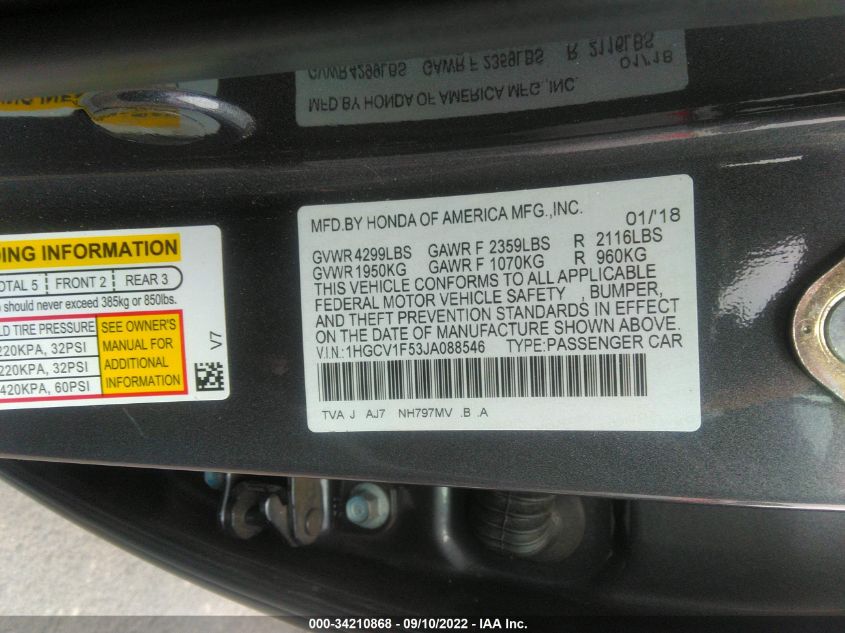 GVWR 4299LBS GAWR F 2359LBS R 2116LBS
MFD BY HONDA OF AMERICA MFG., INC. 01/'18
MFD.BY HONDA OF AMERICA MFG.,INC. 01/'18
GVWR 4299LBS GAWR F 2359LBS R 2116LBS
GVWR 1950KG GAWR F 1070KG R 960KG
THIS VEHICLE CONFORMS TO ALL APPLICABLE
FEDERAL MOTOR VEHICLE SAFETY , BUMPER,
AND THEFT PREVENTION STANDARDS IN EFFECT
ON THE DATE OF MANUFACTURE SHOWN ABOVE.
V.I.N.:1HGCV1F53JA088546 TYPE:PASSENGER CAR
TVA J AJ7 NH797MV .B .A
DING INFORMATION
OTAL 5 FRONT 2 REAR 3
should never exceed 385kg or 850lbs.
LD TIRE PRESSURE
220KPA, 32PSI
220KPA, 32PSI
420KPA, 60PSI
SEE OWNER'S
MANUAL FOR
ADDITIONAL
INFORMATION
V7
000-34210868 - 09/10/2022 - IAA Inc.